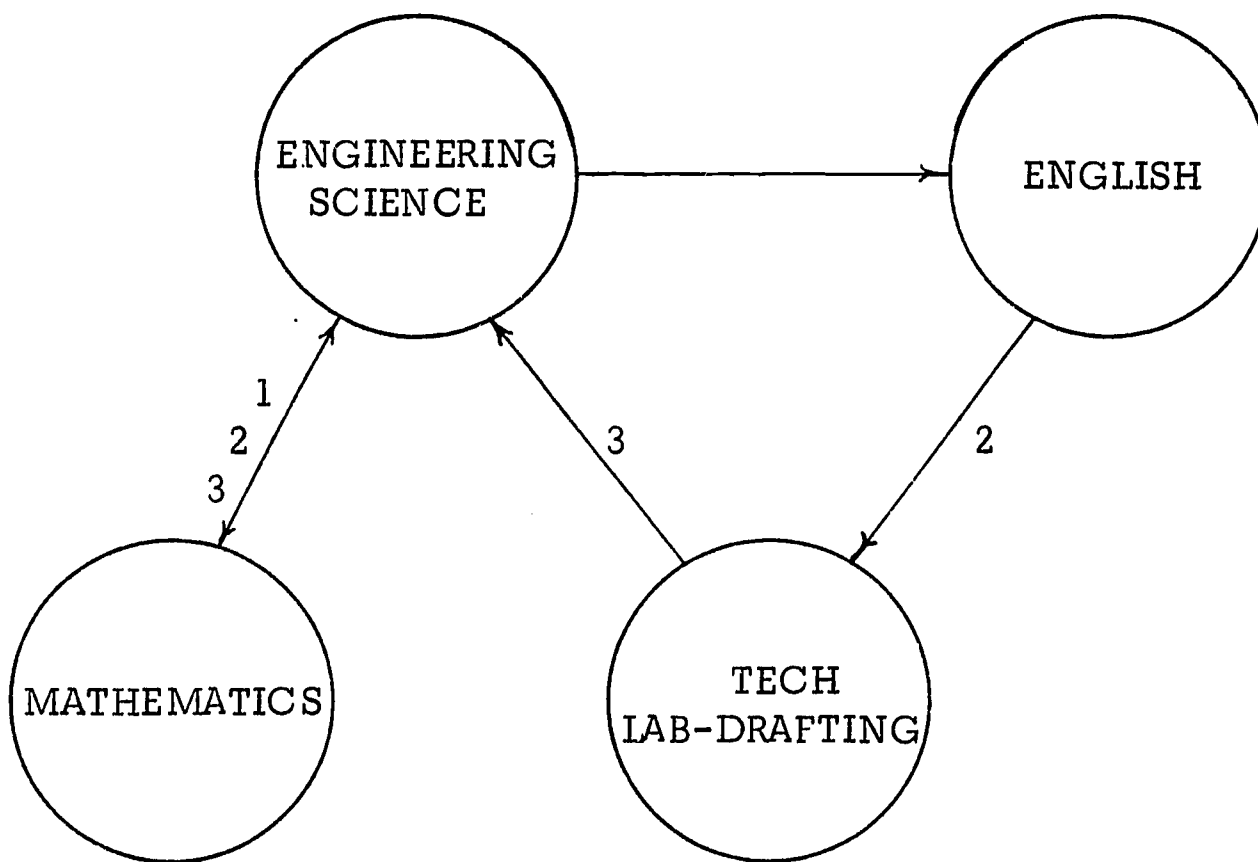 ENGINEERING
SCIENCE
ENGLISH
1
2
3
3
2
MATHEMATICS
TECH
LAB-DRAFTING